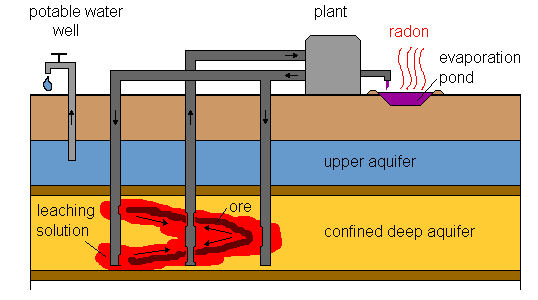 potable water
well
plant
radon
evaporation
pond
upper aquifer
leaching
solution
ore
confined deep aquifer